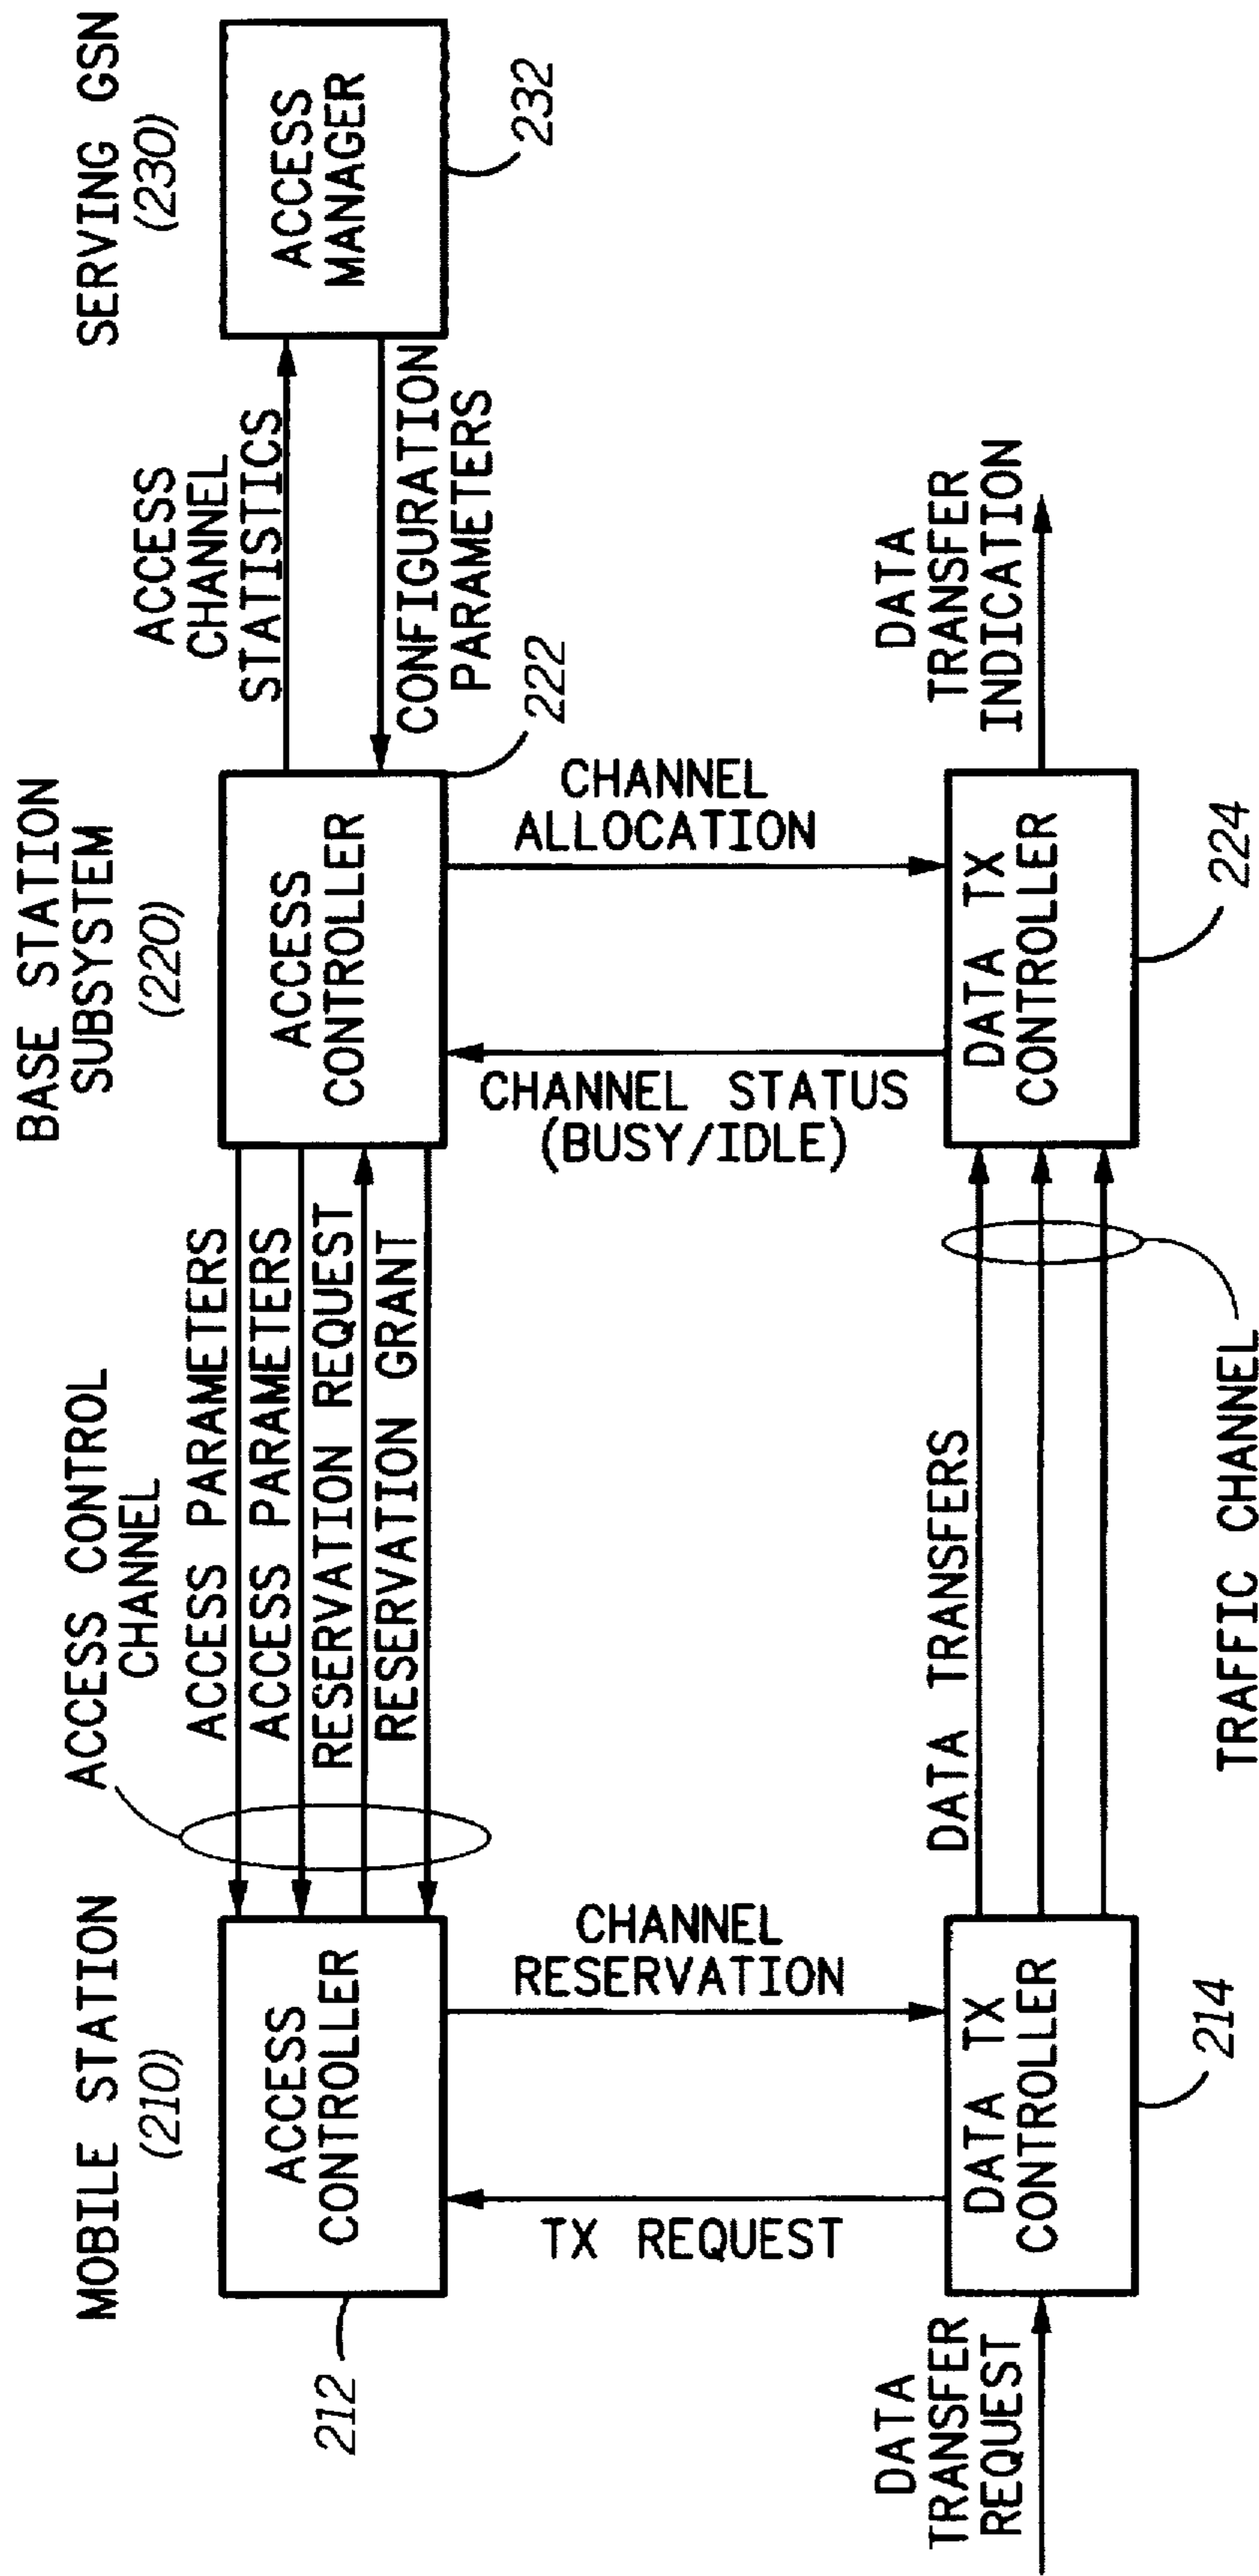 MOBILE STATION
(210)
BASE STATION
SUBSYSTEM
(220)
SERVING GSN
(230)
ACCESS CONTROL
CHANNEL
ACCESS PARAMETERS
ACCESS PARAMETERS
RESERVATION REQUEST
RESERVATION GRANT
ACCESS
CHANNEL
STATISTICS
CONFIGURATION
PARAMETERS
ACCESS
CONTROLLER
212
ACCESS
CONTROLLER
222
ACCESS
MANAGER
232
TX REQUEST
CHANNEL
RESERVATION
CHANNEL STATUS
(BUSY/IDLE)
CHANNEL
ALLOCATION
DATA
TRANSFER
REQUEST
DATA TX
CONTROLLER
214
DATA TRANSFERS
TRAFFIC CHANNEL
DATA TX
CONTROLLER
224
DATA
TRANSFER
INDICATION